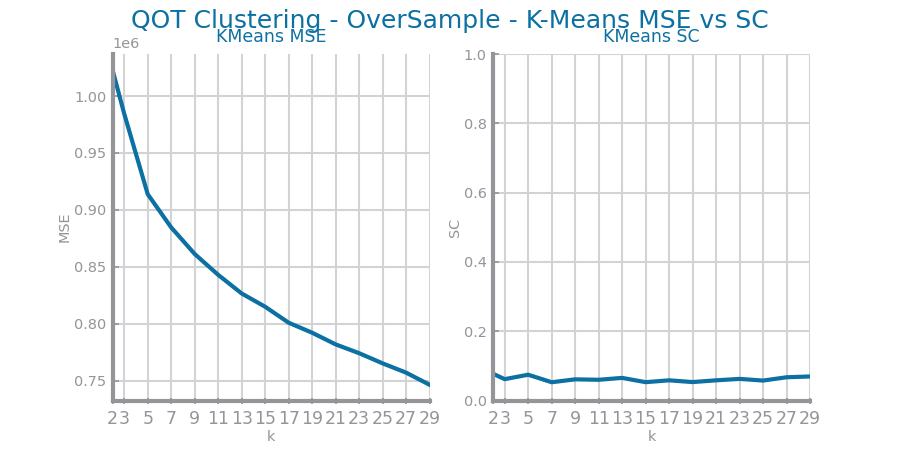 QOT Clustering - OverSample - K-Means MSE vs SC
KMeans MSE
1e6
1.00
0.95
0.90
0.85
0.80
0.75
MSE
2 3 5 7 9 11 13 15 17 19 21 23 25 27 29
k
KMeans SC
1.0
0.8
0.6
0.4
0.2
0.0
SC
2 3 5 7 9 11 13 15 17 19 21 23 25 27 29
k